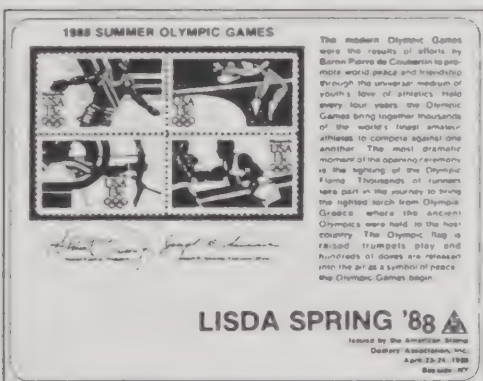 1988 SUMMER OLYMPIC GAMES
The modern Olympic Games
were the results of efforts by
Baron Pierre de Coubertin to pro-
mote world peace and friendship
through the universal medium of
youth's love of athletics. Held
every four years, the Olympic
Games bring together thousands
of the world's finest amateur
athletes to compete against one
another. The most dramatic
moment of the opening ceremony
is the lighting of the Olympic
Flame. Thousands of runners
take part in the journey to bring
the lighted torch from Olympia
Greece where the ancient
Olympics were held to the host
country. The Olympic flag is
raised trumpets play and
hundreds of doves are released
into the air as a symbol of peace
the Olympic Games begin.
USA
USA
USA
USA
LISDA SPRING '88
Issued by the American Stamp
Dealers Association, Inc.
April 23-24, 1988
Bayside, NY